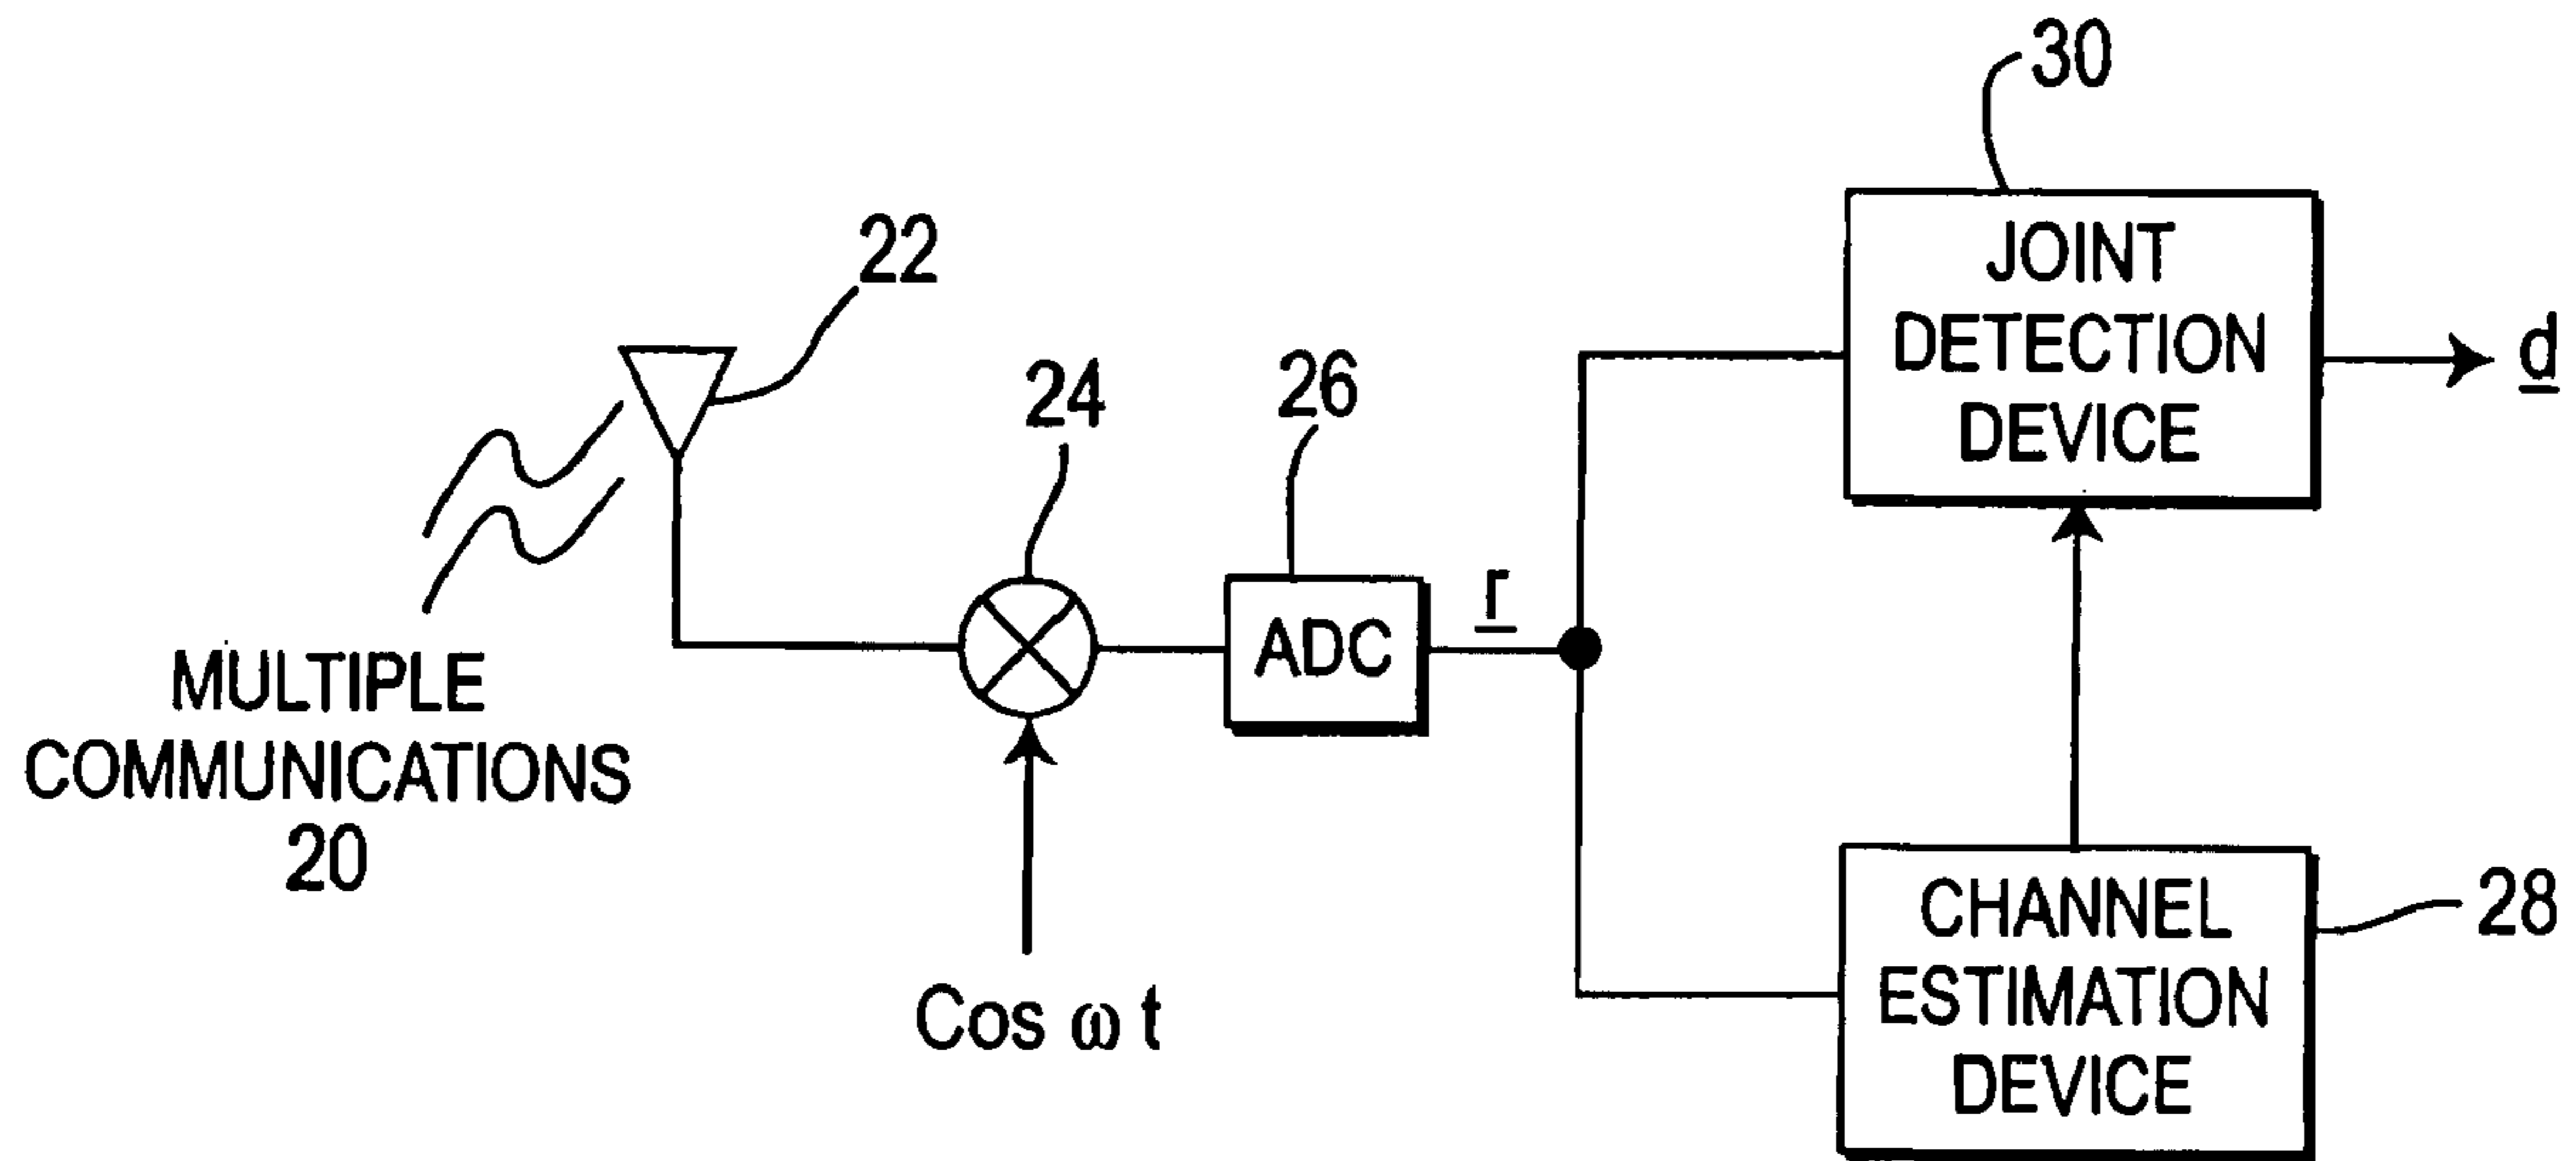 30
22
24
26
JOINT
DETECTION
DEVICE
d
r
ADC
MULTIPLE
COMMUNICATIONS
20
Cos ω t
CHANNEL
ESTIMATION
DEVICE
28